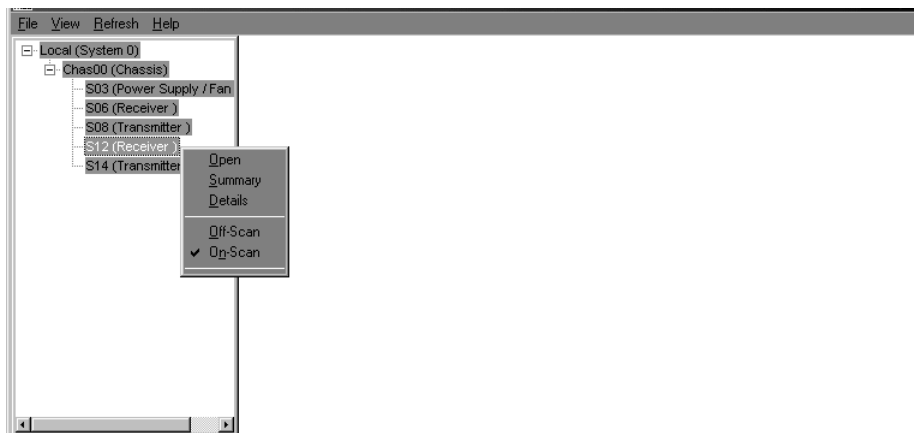 File View Refresh Help
Local (System 0)
Chas00 (Chassis)
S03 (Power Supply / Fan
S06 (Receiver )
S08 (Transmitter )
S12 (Receiver )
S14 (Transmitter
Open
Summary
Details
Off-Scan
On-Scan